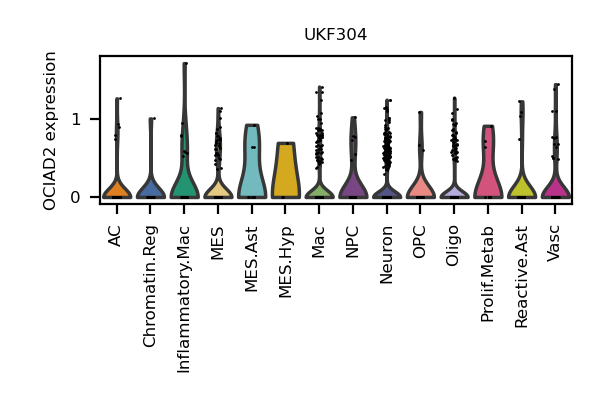 UKF304
OCIAD2 expression
1
0
AC
Chromatin.Reg
Inflammatory.Mac
MES
MES.Ast
MES.Hyp
Mac
NPC
Neuron
OPC
Oligo
Prolif.Metab
Reactive.Ast
Vasc